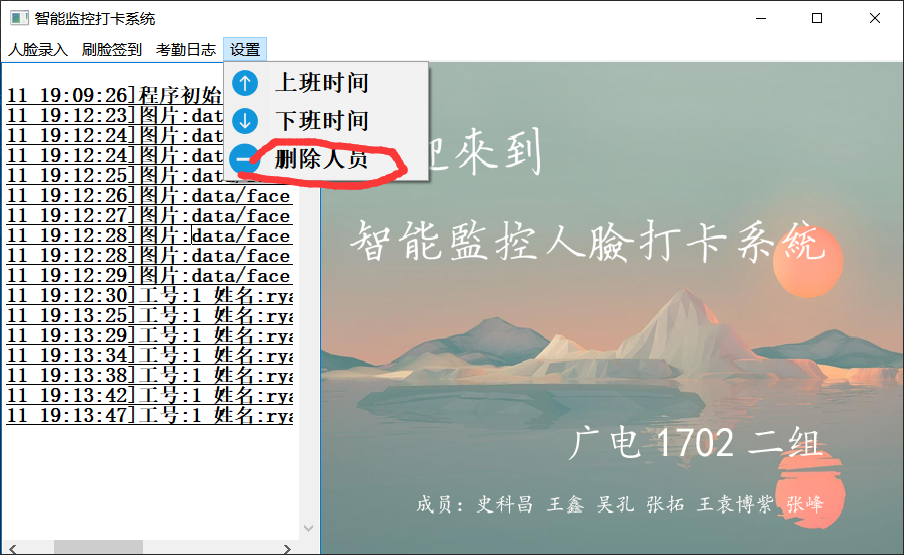 智能监控打卡系统
人脸录入 刷脸签到 考勤日志 设置
上班时间
下班时间
删除人员
11 19:09:26]程序初始
11 19:12:23]图片:dat
11 19:12:24]图片:dat
11 19:12:24]图片:dat
11 19:12:25]图片:dat
11 19:12:26]图片:data/face
11 19:12:27]图片:data/face
11 19:12:28]图片:data/face
11 19:12:28]图片:data/face
11 19:12:29]图片:data/face
11 19:12:30]工号:1 姓名:rya
11 19:13:25]工号:1 姓名:rya
11 19:13:29]工号:1 姓名:rya
11 19:13:34]工号:1 姓名:rya
11 19:13:38]工号:1 姓名:rya
11 19:13:42]工号:1 姓名:rya
11 19:13:47]工号:1 姓名:rya
迎來到
智能監控人臉打卡系統
广电 1702 二组
成员：史科昌 王鑫 吴孔 张拓 王袁博紫 张峰